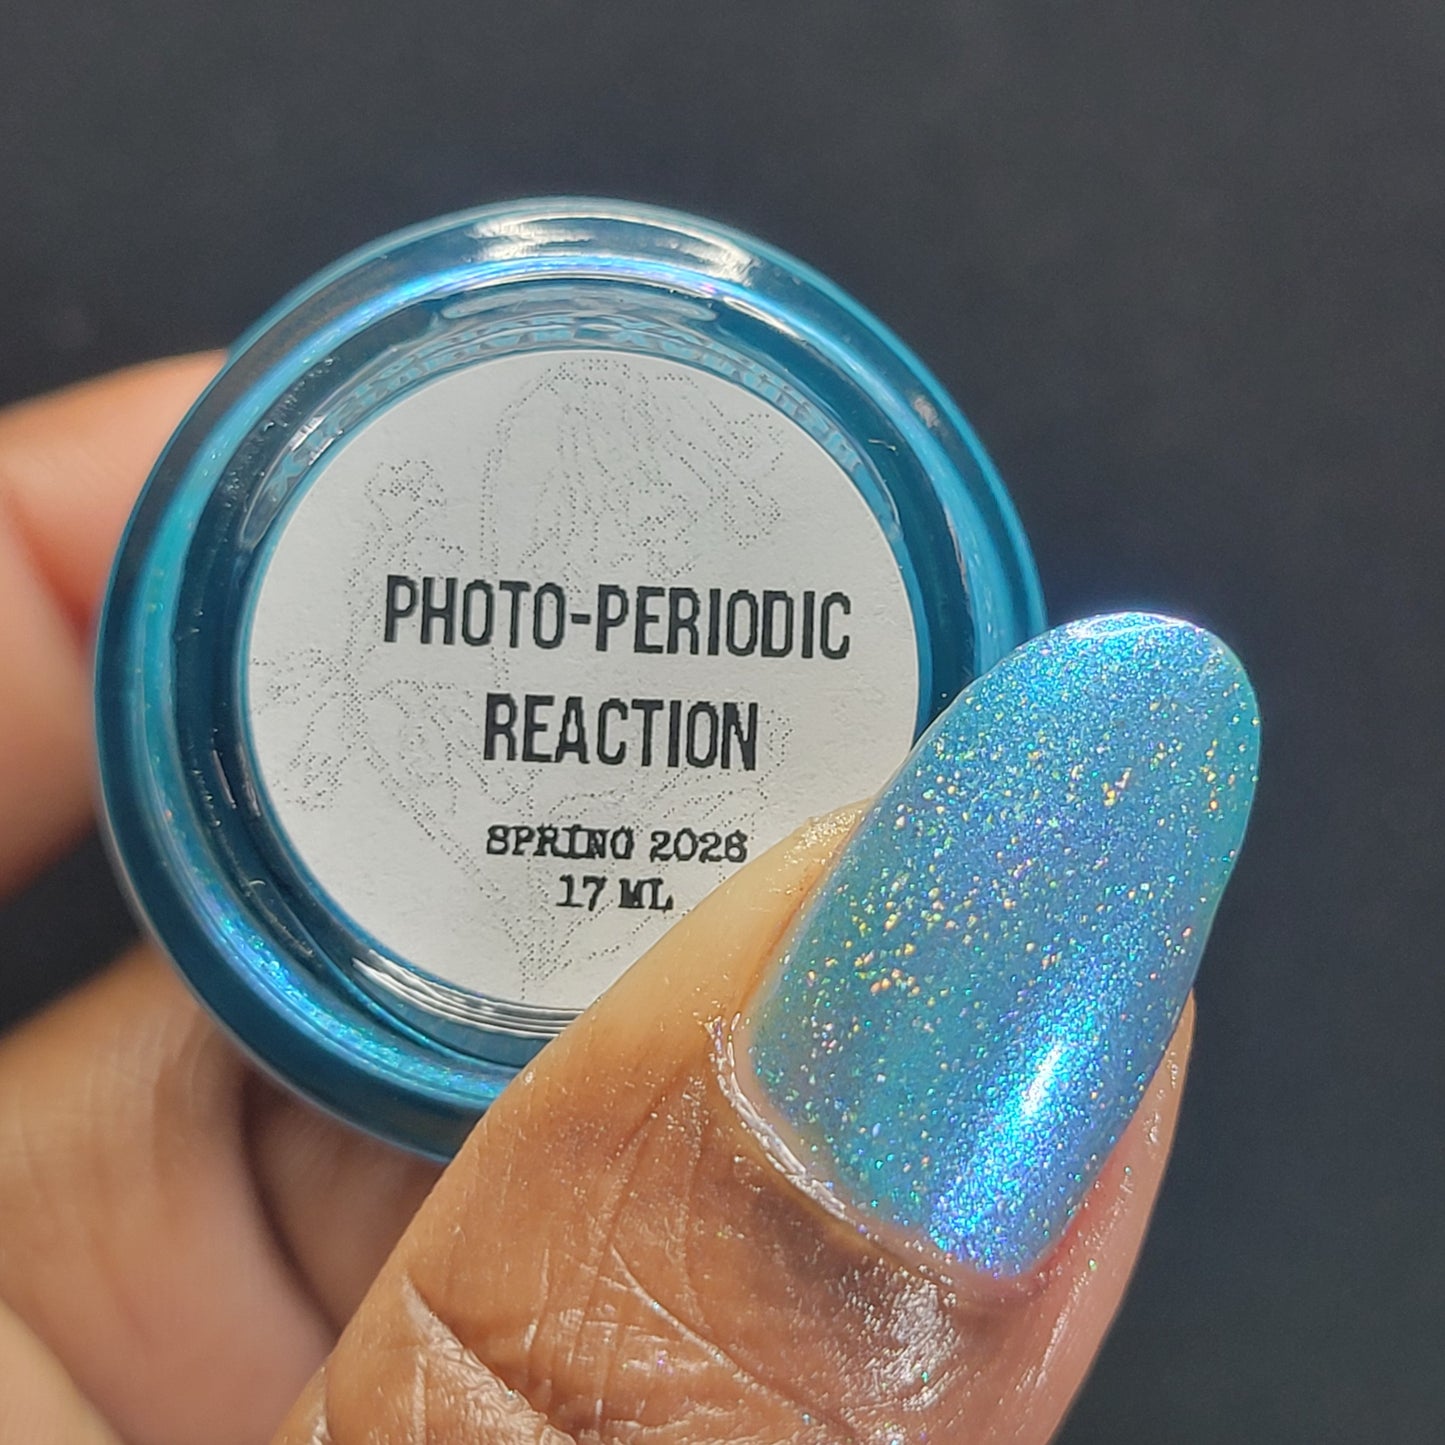 PHOTO-PERIODIC
REACTION
SPRING 2026
17 ML